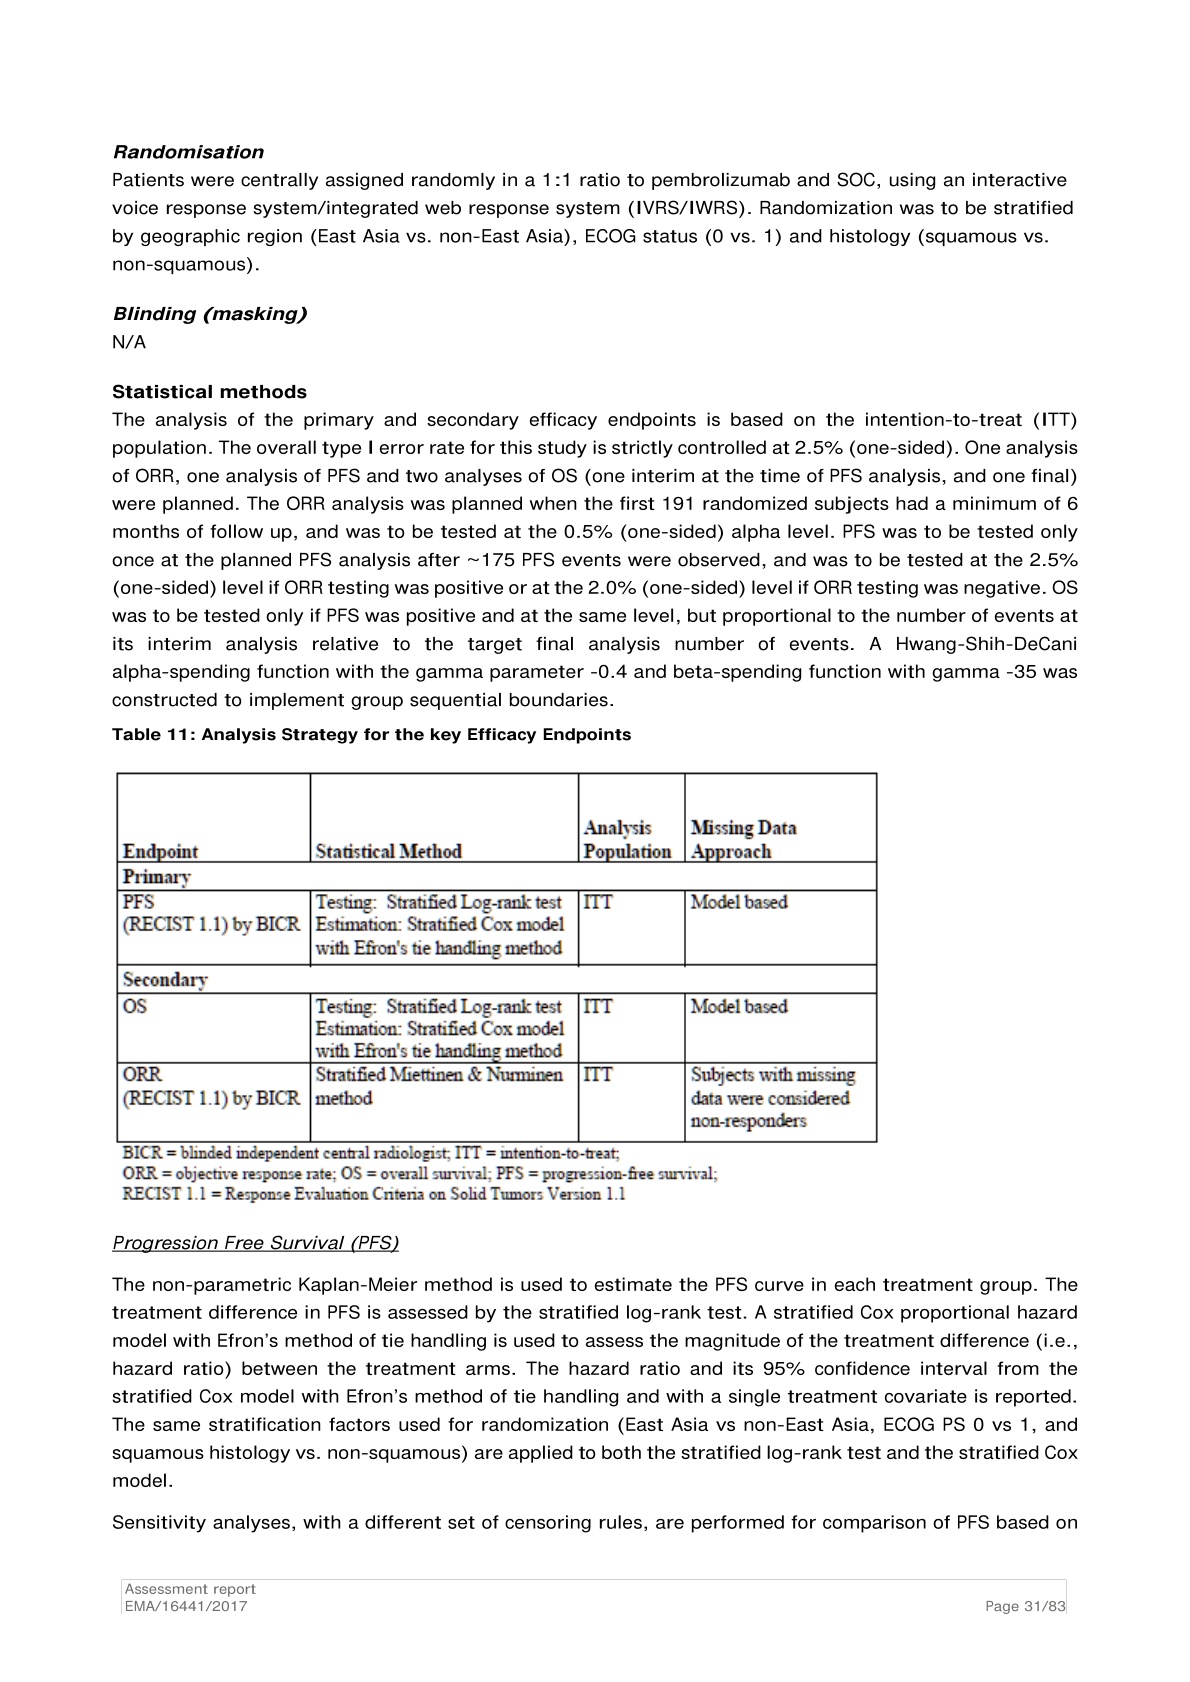 Randomisation
Patients were centrally assigned randomly in a 1:1 ratio to pembrolizumab and SOC, using an interactive
voice response system/integrated web response system (IVRS/IWRS). Randomization was to be stratified
by geographic region (East Asia vs. non-East Asia), ECOG status (0 vs. 1) and histology (squamous vs.
non-squamous).
Blinding (masking)
N/A
Statistical methods
The analysis of the primary and secondary efficacy endpoints is based on the intention-to-treat (ITT)
population. The overall type I error rate for this study is strictly controlled at 2.5% (one-sided). One analysis
of ORR, one analysis of PFS and two analyses of OS (one interim at the time of PFS analysis, and one final)
were planned. The ORR analysis was planned when the first 191 randomized subjects had a minimum of 6
months of follow up, and was to be tested at the 0.5% (one-sided) alpha level. PFS was to be tested only
once at the planned PFS analysis after ~175 PFS events were observed, and was to be tested at the 2.5%
(one-sided) level if ORR testing was positive or at the 2.0% (one-sided) level if ORR testing was negative. OS
was to be tested only if PFS was positive and at the same level, but proportional to the number of events at
its interim analysis relative to the target final analysis number of events. A Hwang-Shih-DeCani
alpha-spending function with the gamma parameter -0.4 and beta-spending function with gamma -35 was
constructed to implement group sequential boundaries.
Table 11: Analysis Strategy for the key Efficacy Endpoints
Endpoint Statistical Method Analysis Population Missing Data Approach
Primary
PFS Testing: Stratified Log-rank test ITT Model based
(RECIST 1.1) by BICR Estimation: Stratified Cox model
with Efron's tie handling method
Secondary
OS Testing: Stratified Log-rank test ITT Model based
Estimation: Stratified Cox model
with Efron's tie handling method
ORR Stratified Miettinen & Nurminen ITT Subjects with missing
(RECIST 1.1) by BICR method data were considered
non-responders
BICR = blinded independent central radiologist; ITT = intention-to-treat;
ORR = objective response rate; OS = overall survival; PFS = progression-free survival;
RECIST 1.1 = Response Evaluation Criteria on Solid Tumors Version 1.1
Progression Free Survival (PFS)
The non-parametric Kaplan-Meier method is used to estimate the PFS curve in each treatment group. The
treatment difference in PFS is assessed by the stratified log-rank test. A stratified Cox proportional hazard
model with Efron’s method of tie handling is used to assess the magnitude of the treatment difference (i.e.,
hazard ratio) between the treatment arms. The hazard ratio and its 95% confidence interval from the
stratified Cox model with Efron’s method of tie handling and with a single treatment covariate is reported.
The same stratification factors used for randomization (East Asia vs non-East Asia, ECOG PS 0 vs 1, and
squamous histology vs. non-squamous) are applied to both the stratified log-rank test and the stratified Cox
model.
Sensitivity analyses, with a different set of censoring rules, are performed for comparison of PFS based on
Assessment report
EMA/16441/2017 Page 31/83